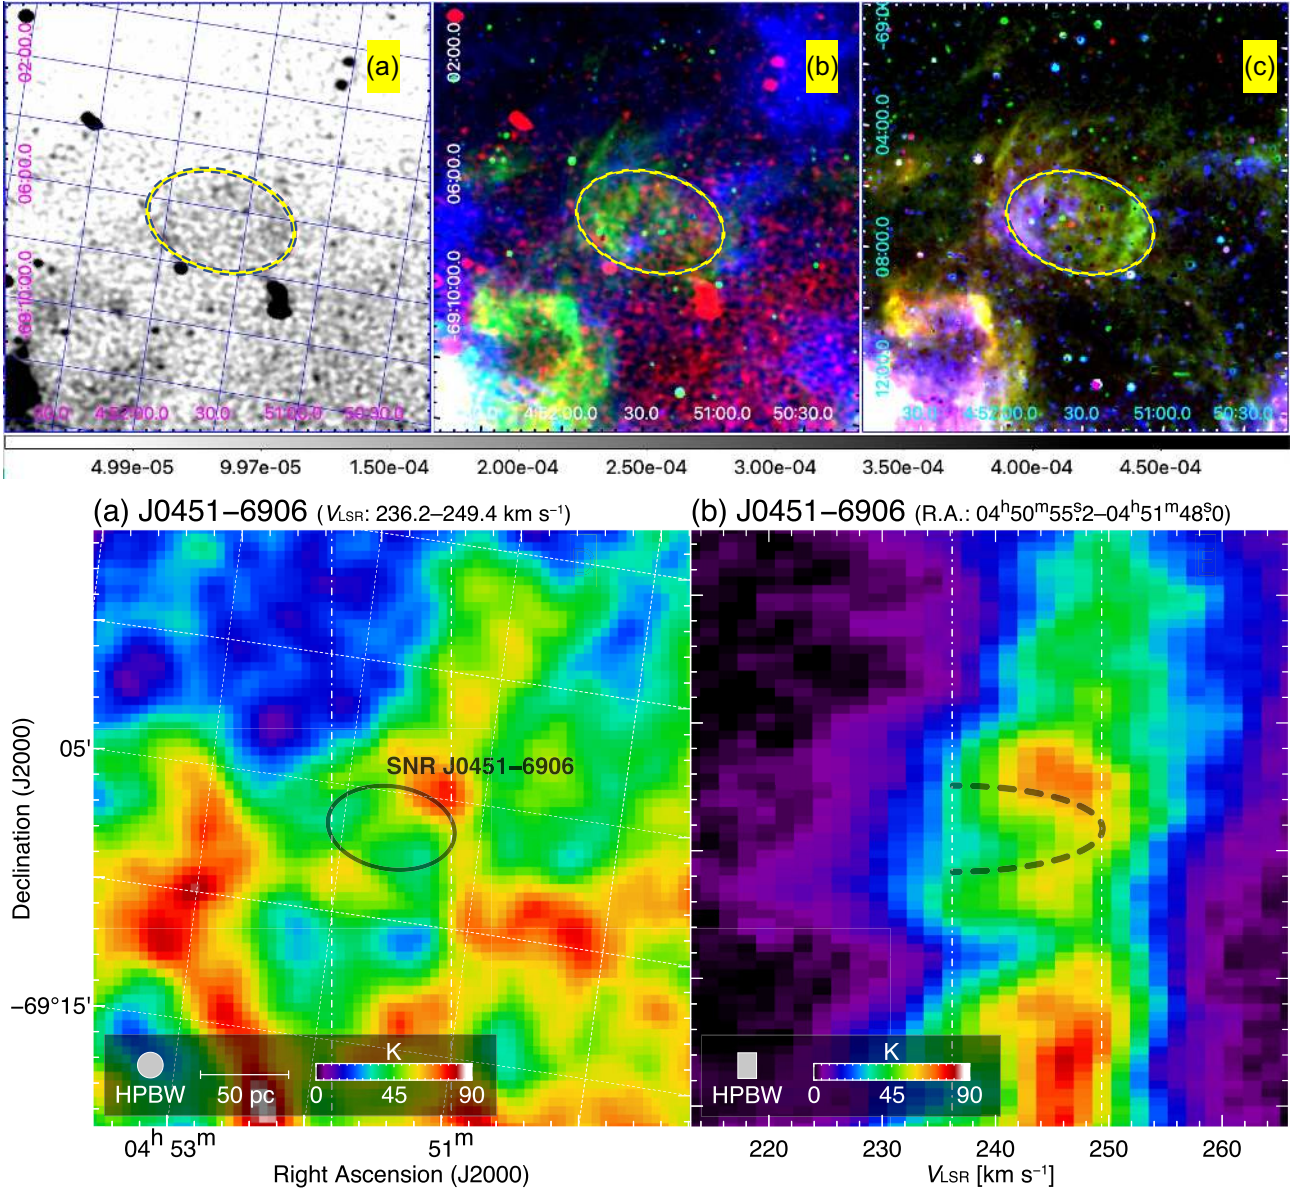 (a)
(b)
(c)
02:00.0
06:00.0
-69:10:00.0
30.0 4:52:00.0 30.0 51:00.0 50:30.0
02:00.0
06:00.0
-69:10:00.0
4:52:00.0 30.0 51:00.0 50:30.0
-69:0
04:00.0
08:00.0
12:00.0
30.0 4:52:00.0 30.0 51:00.0 50:30.0
4.99e-05 9.97e-05 1.50e-04 2.00e-04 2.50e-04 3.00e-04 3.50e-04 4.00e-04 4.50e-04
(a) J0451–6906 (VLSR: 236.2–249.4 km s⁻¹)
(b) J0451–6906 (R.A.: 04ʰ50ᵐ55ˢ.2–04ʰ51ᵐ48ˢ.0)
Declination (J2000)
05'
−69°15'
SNR J0451–6906
HPBW
50 pc
K
0 45 90
04ʰ 53ᵐ 51ᵐ
Right Ascension (J2000)
HPBW
K
0 45 90
220 230 240 250 260
VLSR [km s⁻¹]